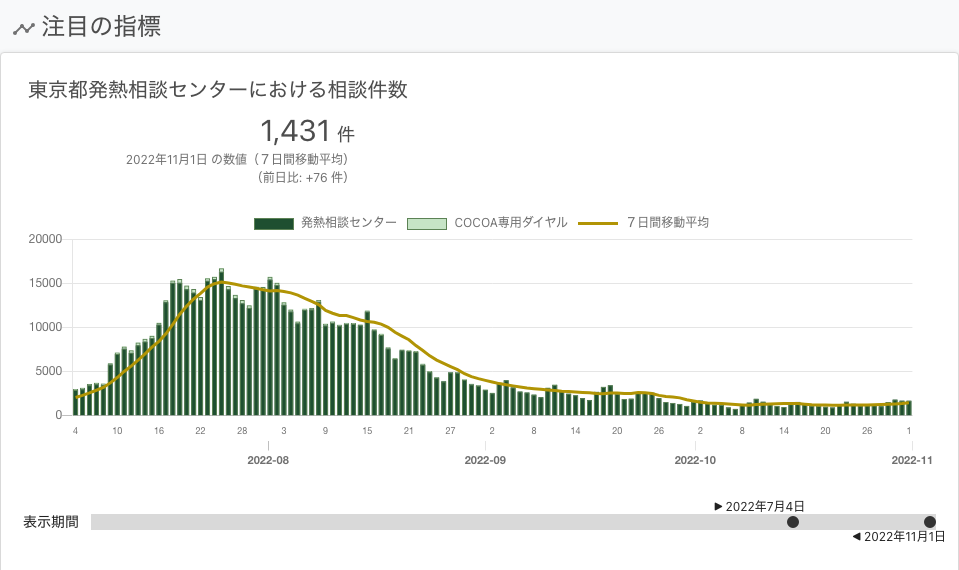 注目の指標
東京都発熱相談センターにおける相談件数
1,431 件
2022年11月1日 の数値（７日間移動平均）
（前日比: +76 件）
発熱相談センター COCOA専用ダイヤル ７日間移動平均
20000
15000
10000
5000
0
4 10 16 22 28 3 9 15 21 27 2 8 14 20 26 2 8 14 20 26 1
2022-08 2022-09 2022-10 2022-11
▶ 2022年7月4日
表示期間
◀ 2022年11月1日